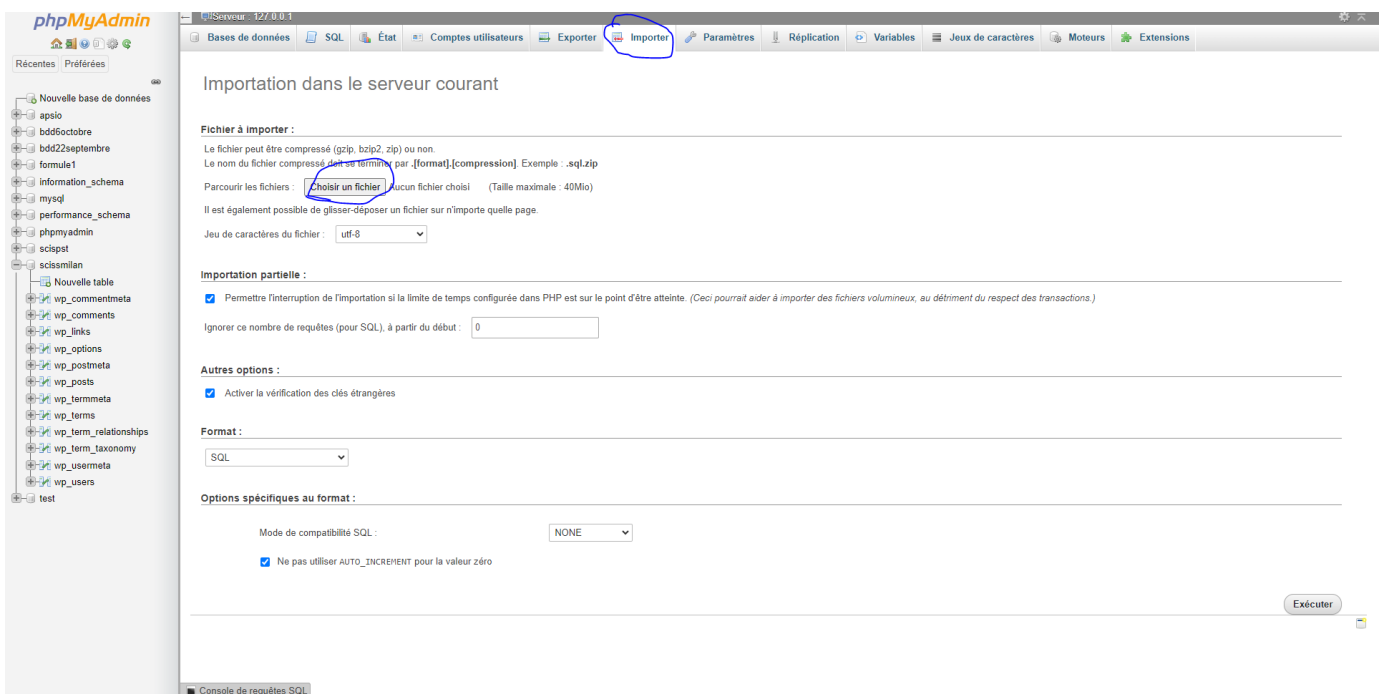 phpMyAdmin
Récentes Préférées
Nouvelle base de données
apsio
bdd6octobre
bdd22septembre
formule1
information_schema
mysql
performance_schema
phpmyadmin
scispst
scissmilan
Nouvelle table
wp_commentmeta
wp_comments
wp_links
wp_options
wp_postmeta
wp_posts
wp_termmeta
wp_terms
wp_term_relationships
wp_term_taxonomy
wp_usermeta
wp_users
test
Serveur : 127.0.0.1
Bases de données SQL État Comptes utilisateurs Exporter Importer Paramètres Réplication Variables Jeux de caractères Moteurs Extensions
Importation dans le serveur courant
Fichier à importer :
Le fichier peut être compressé (gzip, bzip2, zip) ou non.
Le nom du fichier compressé doit se terminer par .[format].[compression]. Exemple : .sql.zip
Parcourir les fichiers : Choisir un fichier Aucun fichier choisi (Taille maximale : 40Mio)
Il est également possible de glisser-déposer un fichier sur n'importe quelle page.
Jeu de caractères du fichier : utf-8
Importation partielle :
Permettre l'interruption de l'importation si la limite de temps configurée dans PHP est sur le point d'être atteinte. (Ceci pourrait aider à importer des fichiers volumineux, au détriment du respect des transactions.)
Ignorer ce nombre de requêtes (pour SQL), à partir du début : 0
Autres options :
Activer la vérification des clés étrangères
Format :
SQL
Options spécifiques au format :
Mode de compatibilité SQL : NONE
Ne pas utiliser AUTO_INCREMENT pour la valeur zéro
Exécuter
Console de requêtes SQL